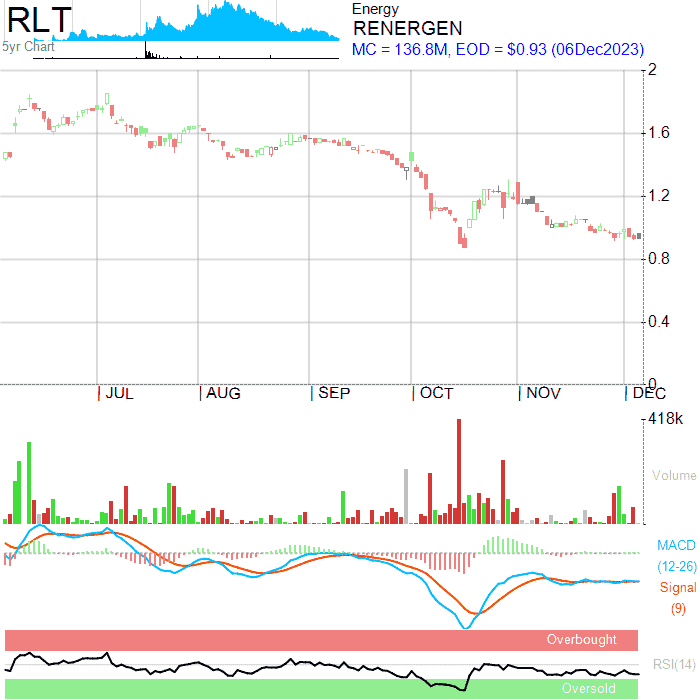 RLT
5yr Chart
Energy
RENERGEN
MC = 136.8M, EOD = $0.93 (06Dec2023)
2
1.6
1.2
0.8
0.4
0
JUL AUG SEP OCT NOV DEC
418k
Volume
MACD
(12-26)
Signal
(9)
Overbought
RSI(14)
Oversold